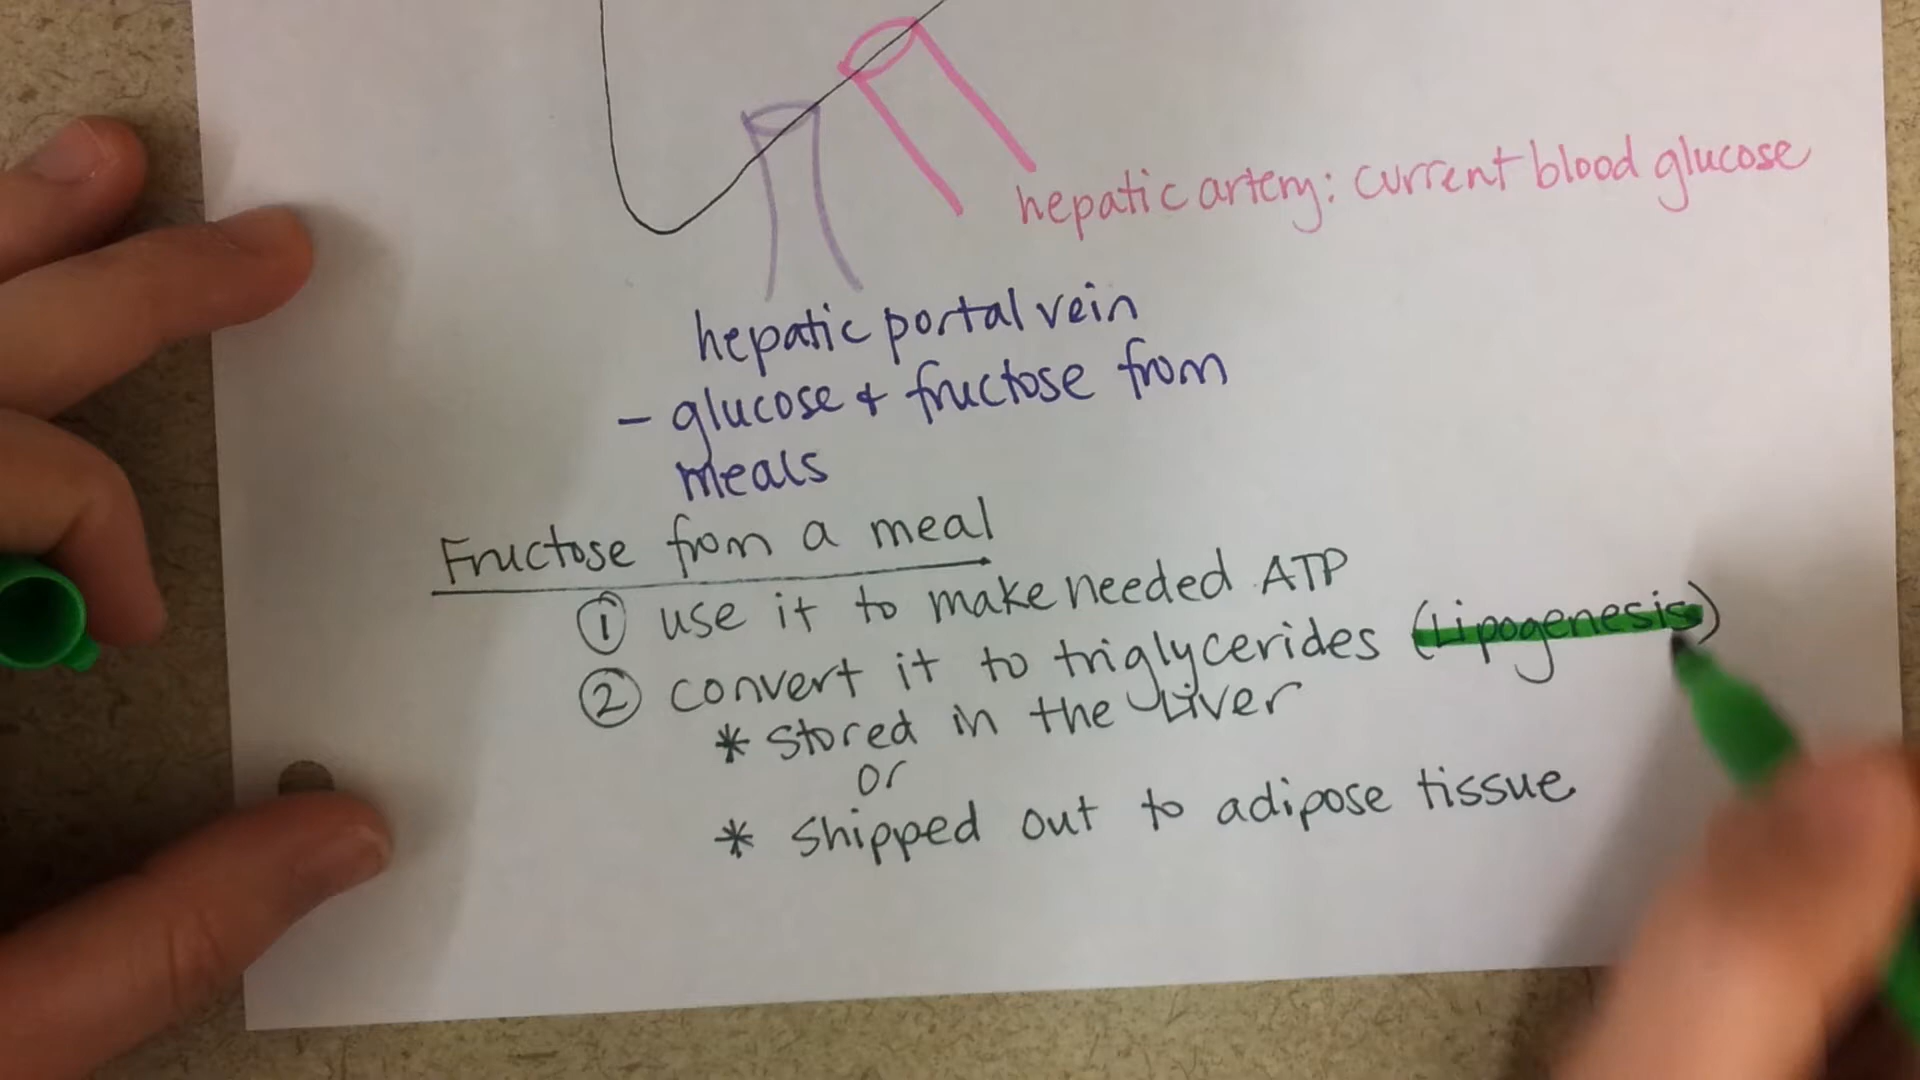 hepatic artery: current blood glucose
hepatic portal vein
- glucose + fructose from
meals
Fructose from a meal
① use it to make needed ATP
② convert it to triglycerides (Lipogenesis)
* stored in the Liver
or
* shipped out to adipose tissue